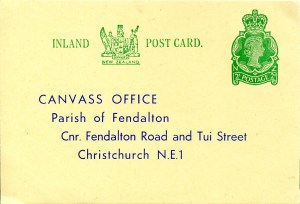 INLAND POST CARD.
NEW ZEALAND
POSTAGE
CANVASS OFFICE
Parish of Fendalton
Cnr. Fendalton Road and Tui Street
Christchurch N.E.1